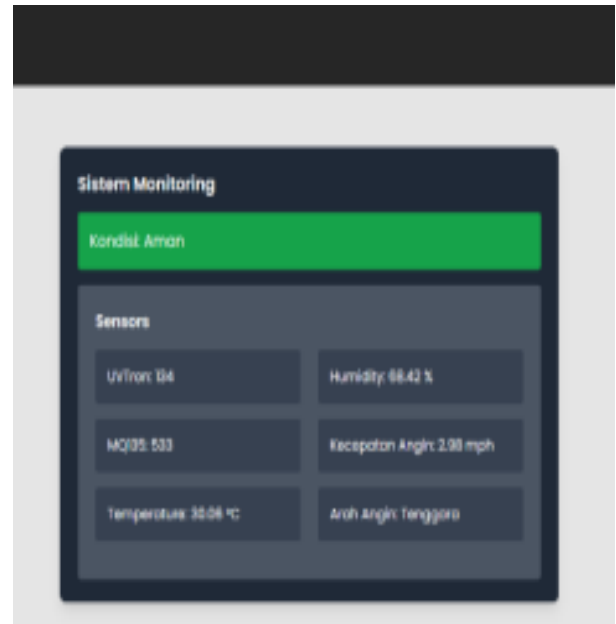 Sistem Monitoring
Kondisi: Aman
Sensors
UVTron: 134
Humidity: 68.42 %
MQ135: 533
Kecepatan Angin: 2.98 mph
Temperature: 30.06 °C
Arah Angin: Tenggara